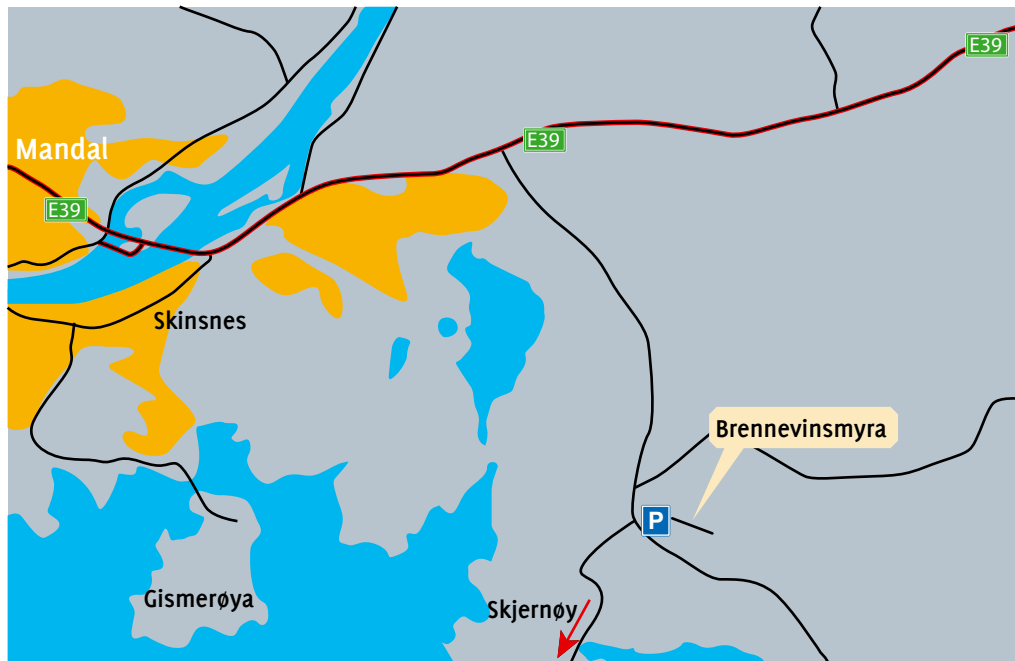 E39
E39
Mandal
E39
Skinsnes
Brennevinsmyra
P
Gismerøya
Skjernøy